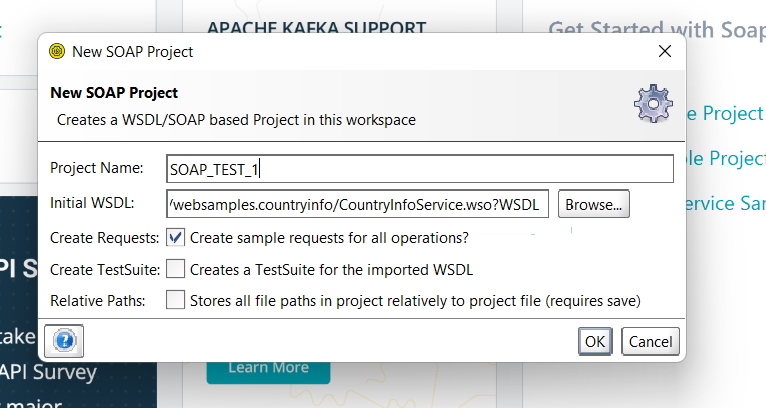 APACHE KAFKA SUPPORT
Get Started with Soap
New SOAP Project
New SOAP Project
Creates a WSDL/SOAP based Project in this workspace
e Project
Project Name: SOAP_TEST_1
le Project
Initial WSDL: /websamples.countryinfo/CountryInfoService.wso?WSDL Browse...
ervice Sam
Create Requests: Create sample requests for all operations?
Create TestSuite: Creates a TestSuite for the imported WSDL
PI S
Relative Paths: Stores all file paths in project relatively to project file (requires save)
take
OK Cancel
API Survey
Learn More
major